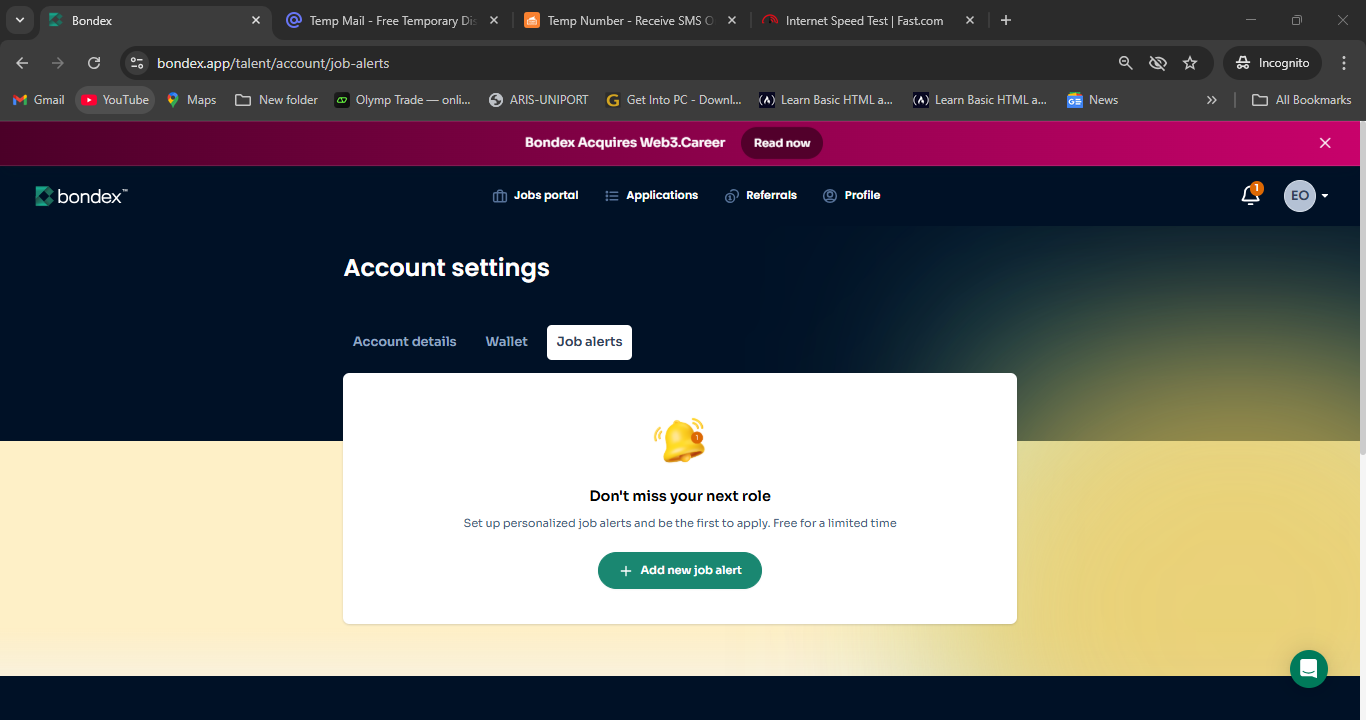 Bondex
Temp Mail - Free Temporary Dis
Temp Number - Receive SMS O
Internet Speed Test | Fast.com
bondex.app/talent/account/job-alerts
Incognito
Gmail
YouTube
Maps
New folder
Olymp Trade — onli...
ARIS-UNIPORT
Get Into PC - Downl...
Learn Basic HTML a...
Learn Basic HTML a...
News
All Bookmarks
Bondex Acquires Web3.Career
Read now
bondex™
Jobs portal
Applications
Referrals
Profile
1
EO
Account settings
Account details
Wallet
Job alerts
1
Don't miss your next role
Set up personalized job alerts and be the first to apply. Free for a limited time
+ Add new job alert